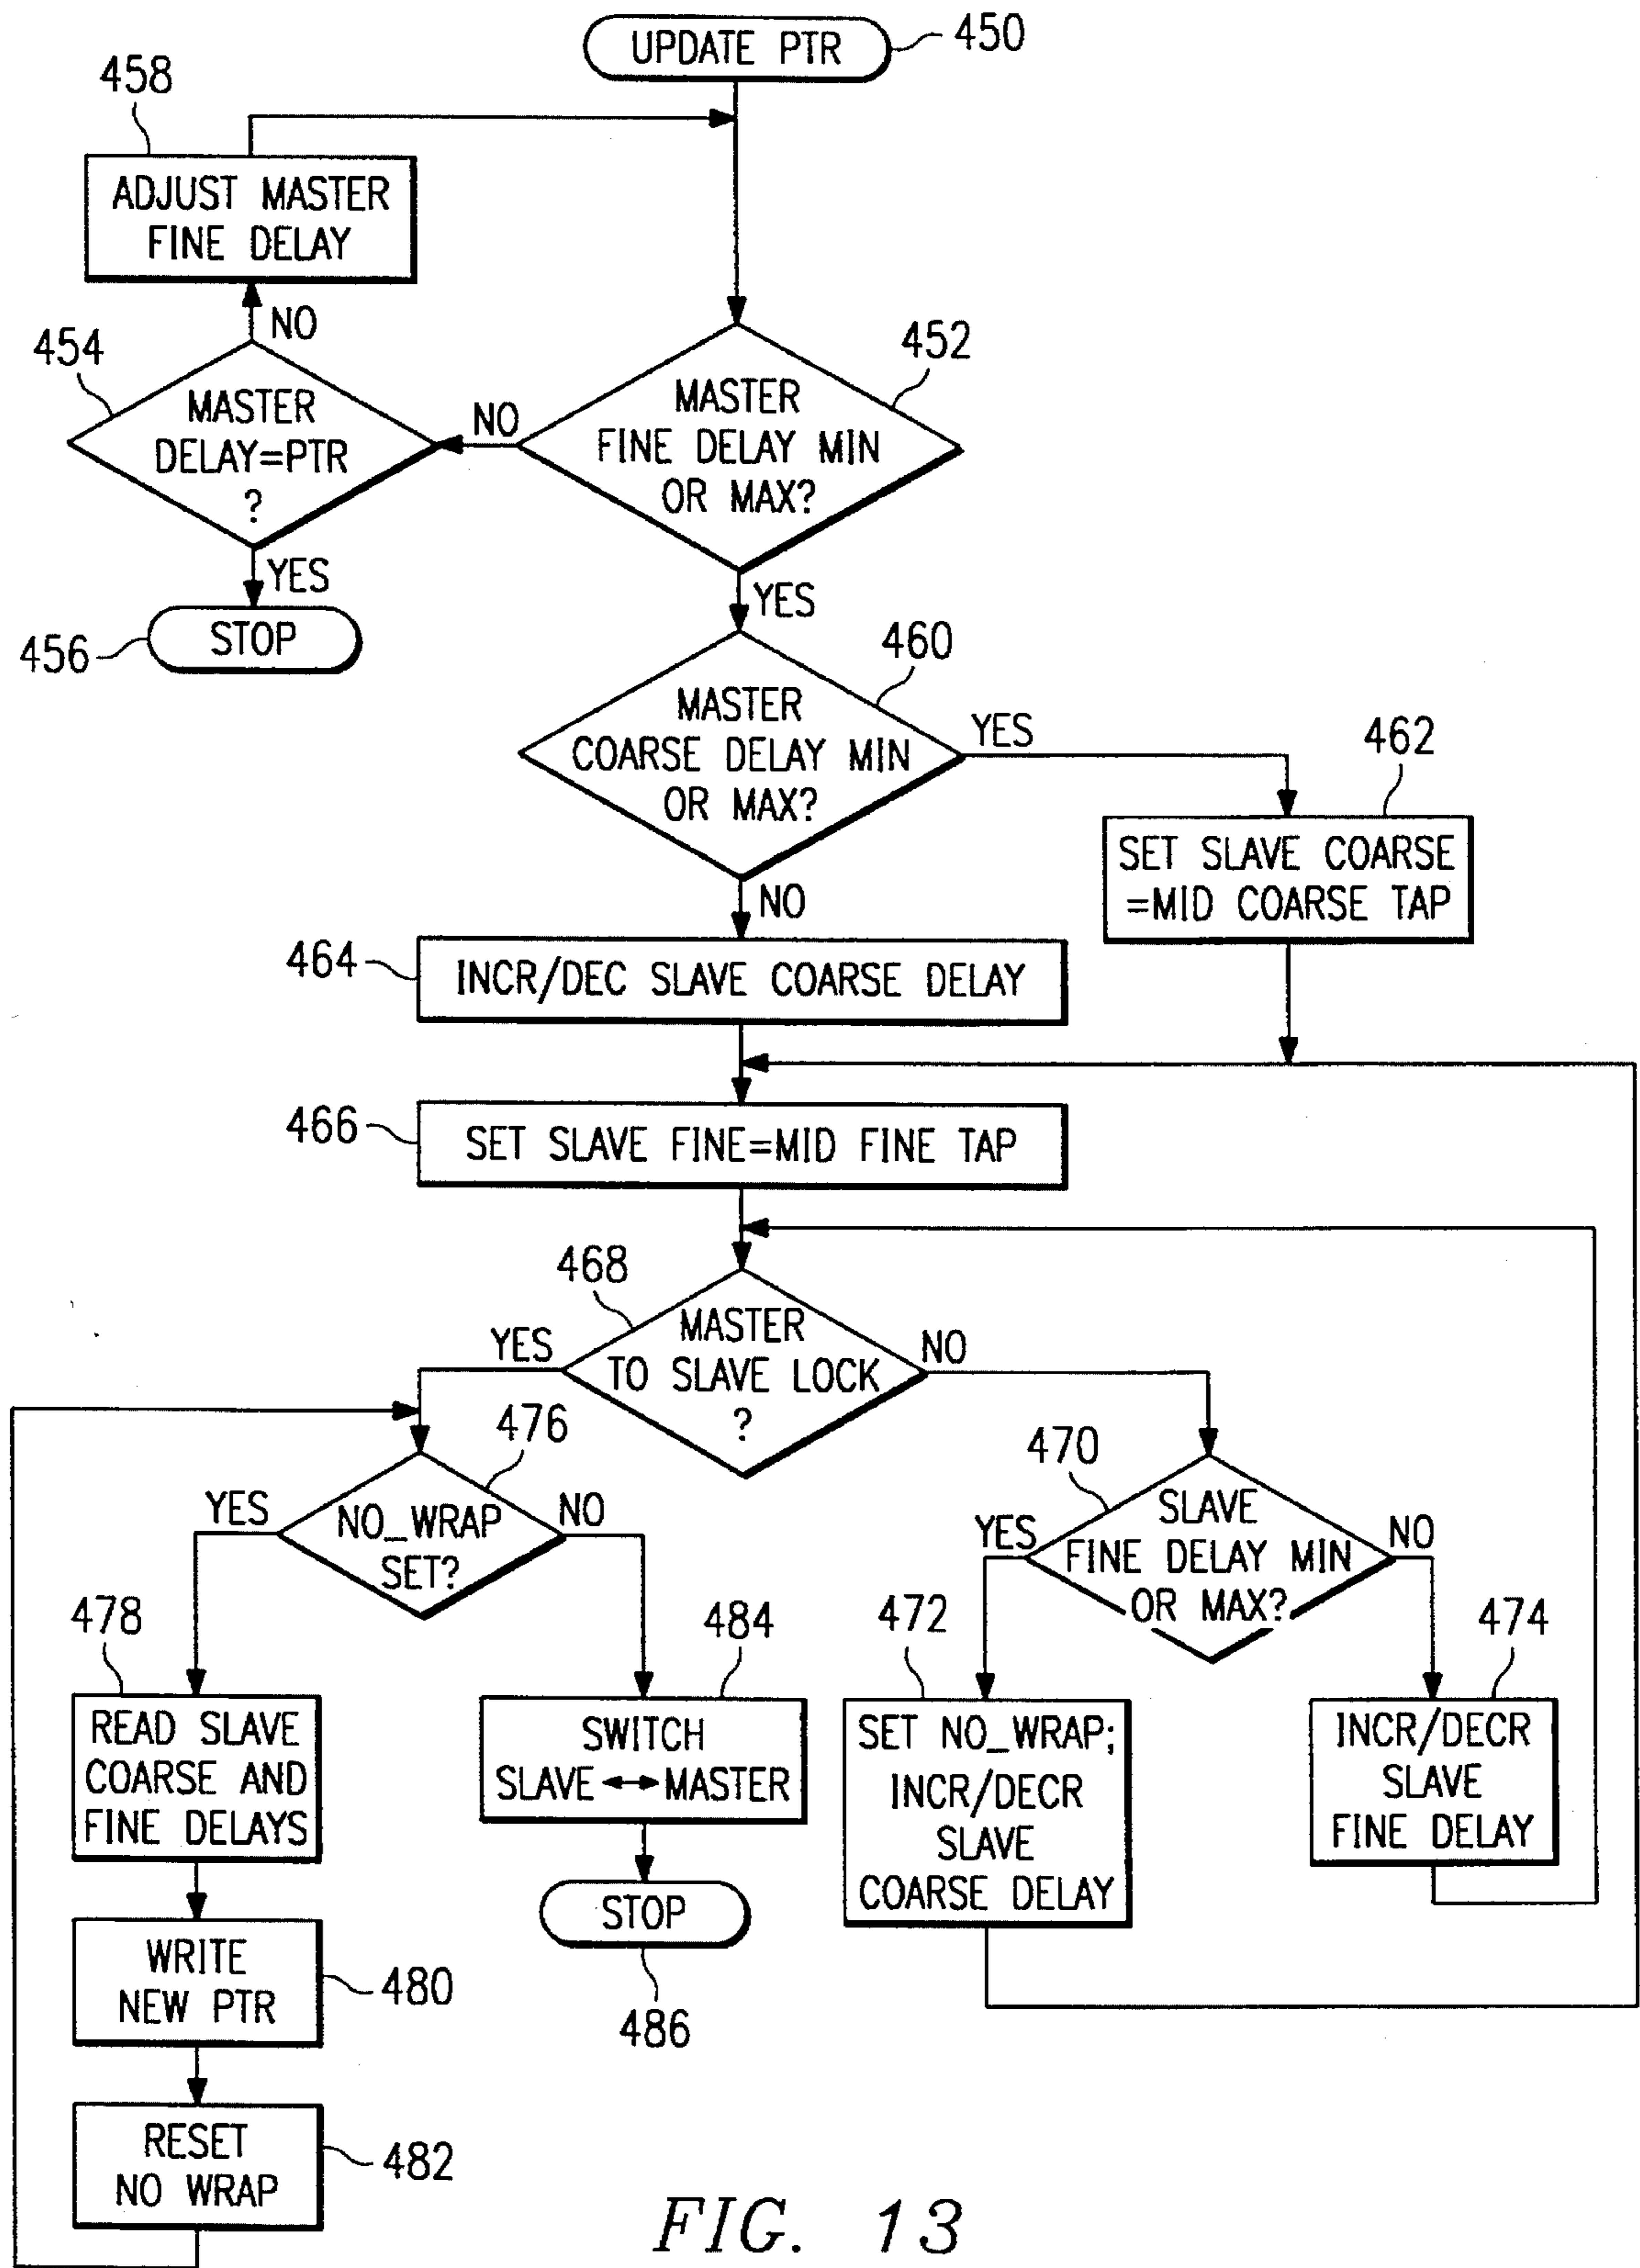 UPDATE PTR
450
458
ADJUST MASTER
FINE DELAY
NO
454
MASTER
DELAY=PTR
?
NO
452
MASTER
FINE DELAY MIN
OR MAX?
YES
STOP
456
YES
460
MASTER
COARSE DELAY MIN
OR MAX?
YES
462
SET SLAVE COARSE
=MID COARSE TAP
NO
464
INCR/DEC SLAVE COARSE DELAY
466
SET SLAVE FINE=MID FINE TAP
468
MASTER
TO SLAVE LOCK
?
YES
NO
476
NO_WRAP
SET?
YES
NO
470
SLAVE
FINE DELAY MIN
OR MAX?
YES
NO
478
READ SLAVE
COARSE AND
FINE DELAYS
484
SWITCH
SLAVE ↔ MASTER
472
SET NO_WRAP;
INCR/DECR
SLAVE
COARSE DELAY
474
INCR/DECR
SLAVE
FINE DELAY
STOP
486
WRITE
NEW PTR
480
RESET
NO WRAP
482
FIG. 13